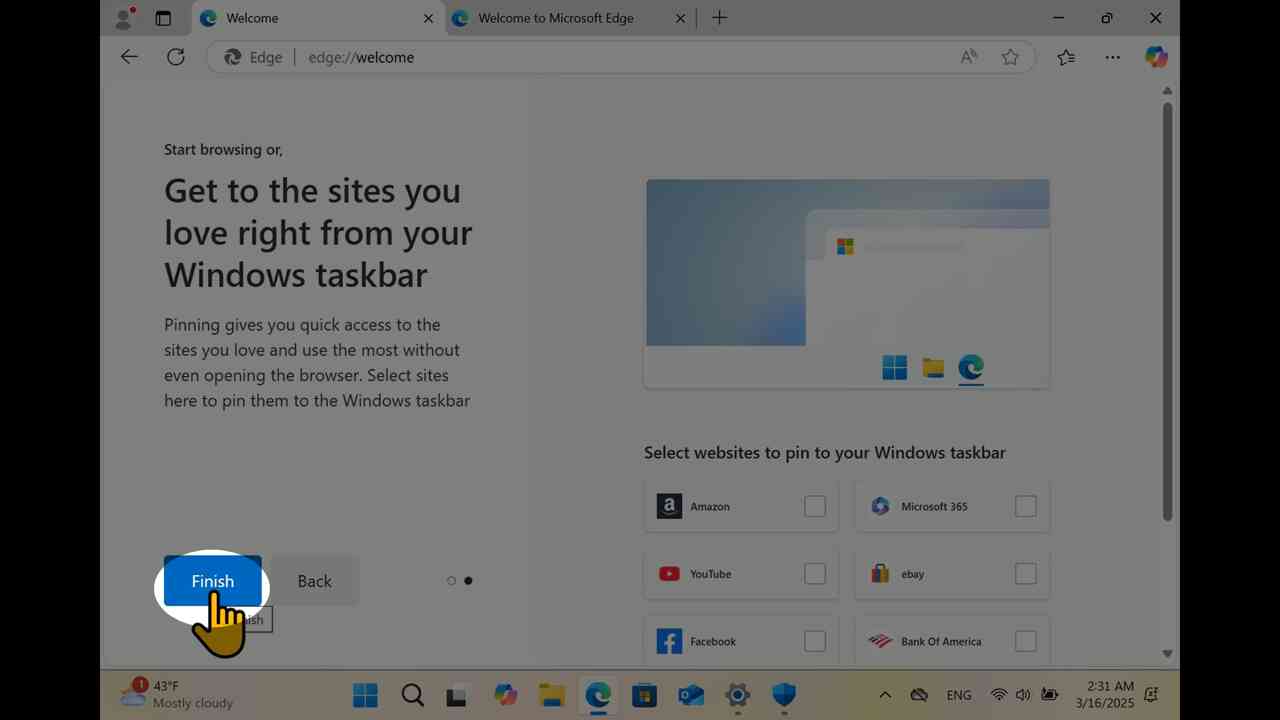 Welcome
Welcome to Microsoft Edge
Edge
edge://welcome
Start browsing or,
Get to the sites you
love right from your
Windows taskbar
Pinning gives you quick access to the
sites you love and use the most without
even opening the browser. Select sites
here to pin them to the Windows taskbar
Finish
Back
Select websites to pin to your Windows taskbar
Amazon
Microsoft 365
YouTube
ebay
Facebook
Bank Of America
1
43°F
Mostly cloudy
ENG
2:31 AM
3/16/2025